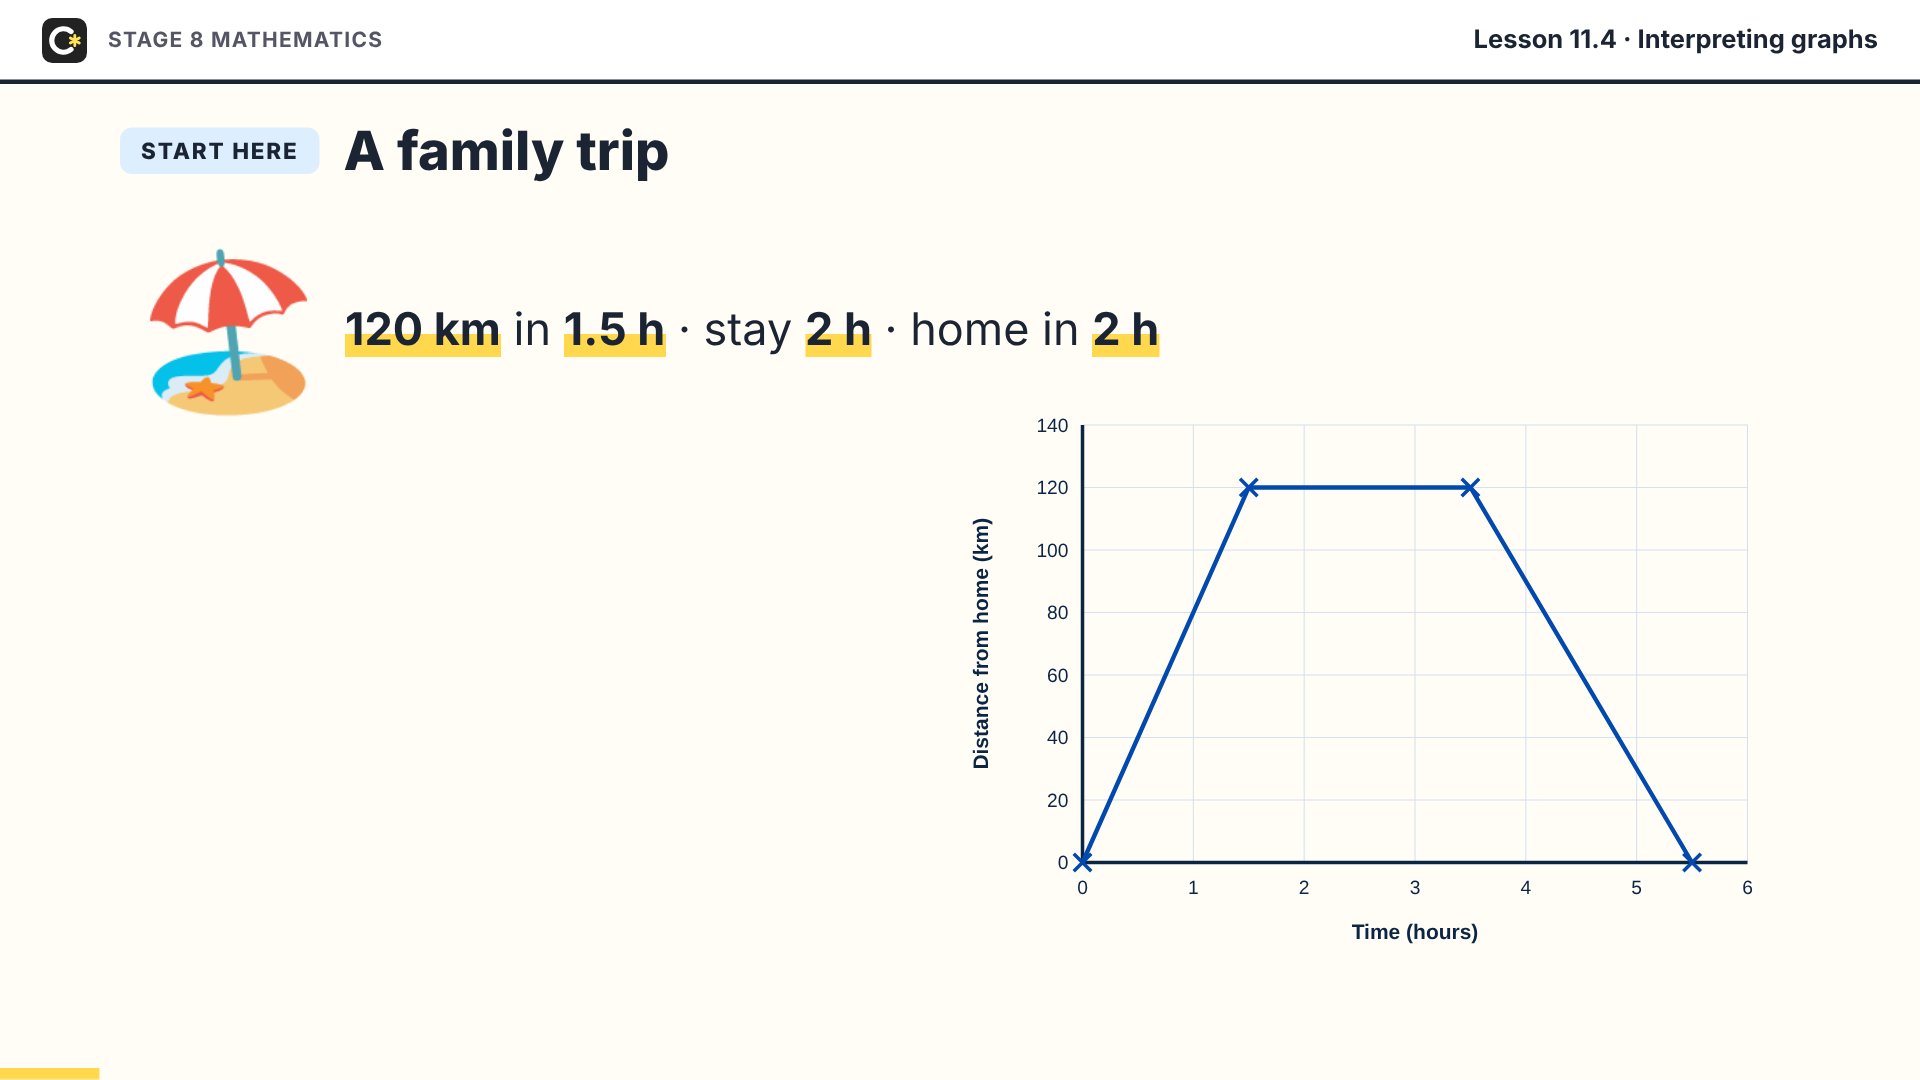 STAGE 8 MATHEMATICS
Lesson 11.4 · Interpreting graphs
START HERE
A family trip
120 km in 1.5 h · stay 2 h · home in 2 h
140
120
100
80
60
40
20
0
Distance from home (km)
0 1 2 3 4 5 6
Time (hours)